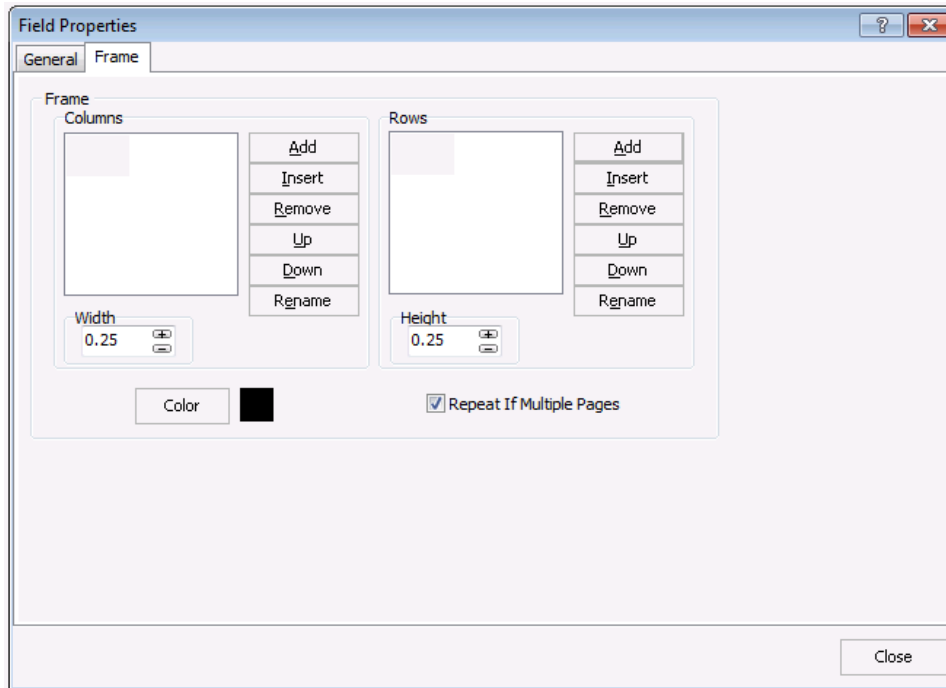 Field Properties
General Frame
Frame
Columns
Add
Insert
Remove
Up
Down
Rename
Width
0.25
Rows
Add
Insert
Remove
Up
Down
Rename
Height
0.25
Color
Repeat If Multiple Pages
Close